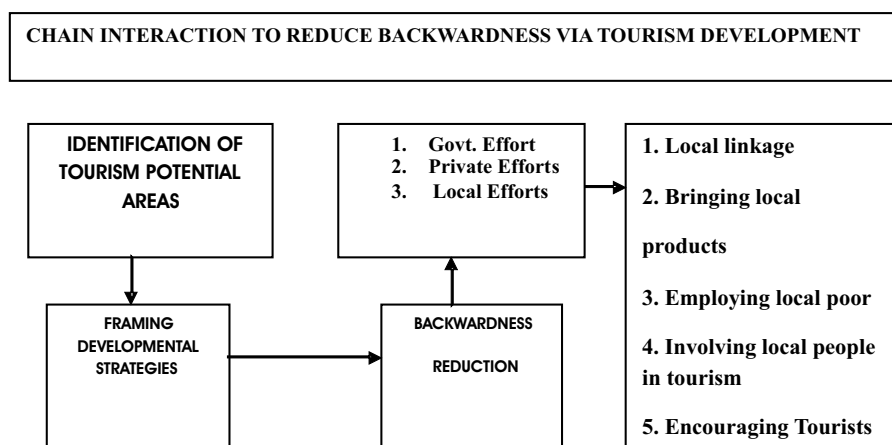 CHAIN INTERACTION TO REDUCE BACKWARDNESS VIA TOURISM DEVELOPMENT
IDENTIFICATION OF
TOURISM POTENTIAL
AREAS
1. Govt. Effort
2. Private Efforts
3. Local Efforts
1. Local linkage
2. Bringing local
products
3. Employing local poor
4. Involving local people
in tourism
5. Encouraging Tourists
FRAMING
DEVELOPMENTAL
STRATEGIES
BACKWARDNESS
REDUCTION